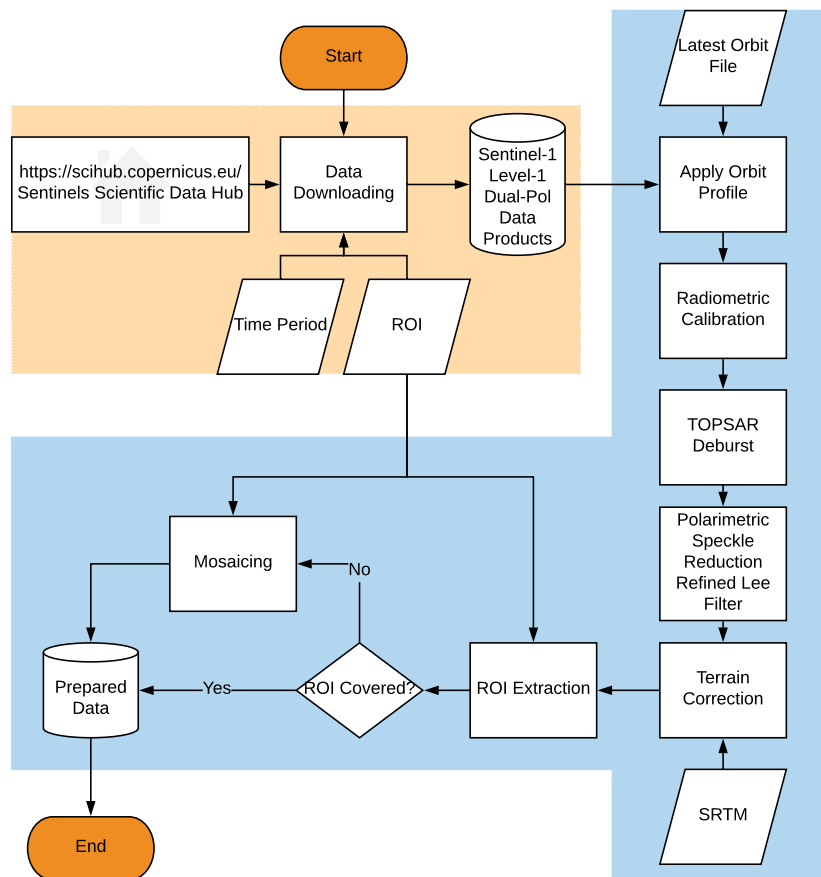 Start
Latest Orbit
File
https://scihub.copernicus.eu/
Sentinels Scientific Data Hub
Data
Downloading
Sentinel-1
Level-1
Dual-Pol
Data
Products
Apply Orbit
Profile
Time Period
ROI
Radiometric
Calibration
TOPSAR
Deburst
Polarimetric
Speckle
Reduction
Refined Lee
Filter
Mosaicing
No
Prepared
Data
Yes
ROI Covered?
ROI Extraction
Terrain
Correction
SRTM
End